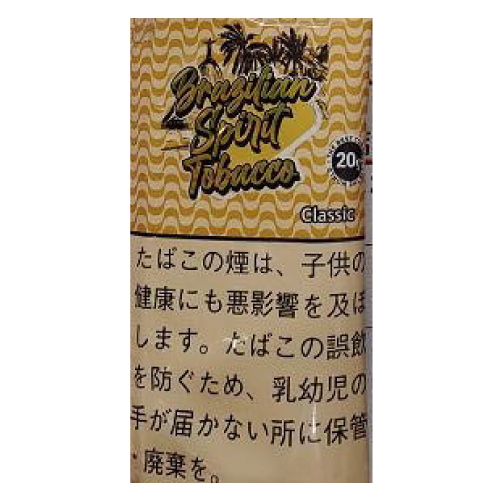 Brazilian
Spirit
Tobacco
20
Classic
たばこの煙は、子供の
健康にも悪影響を及ぼ
します。たばこの誤飲
を防ぐため、乳幼児の
手が届かない所に保管
・廃棄を。